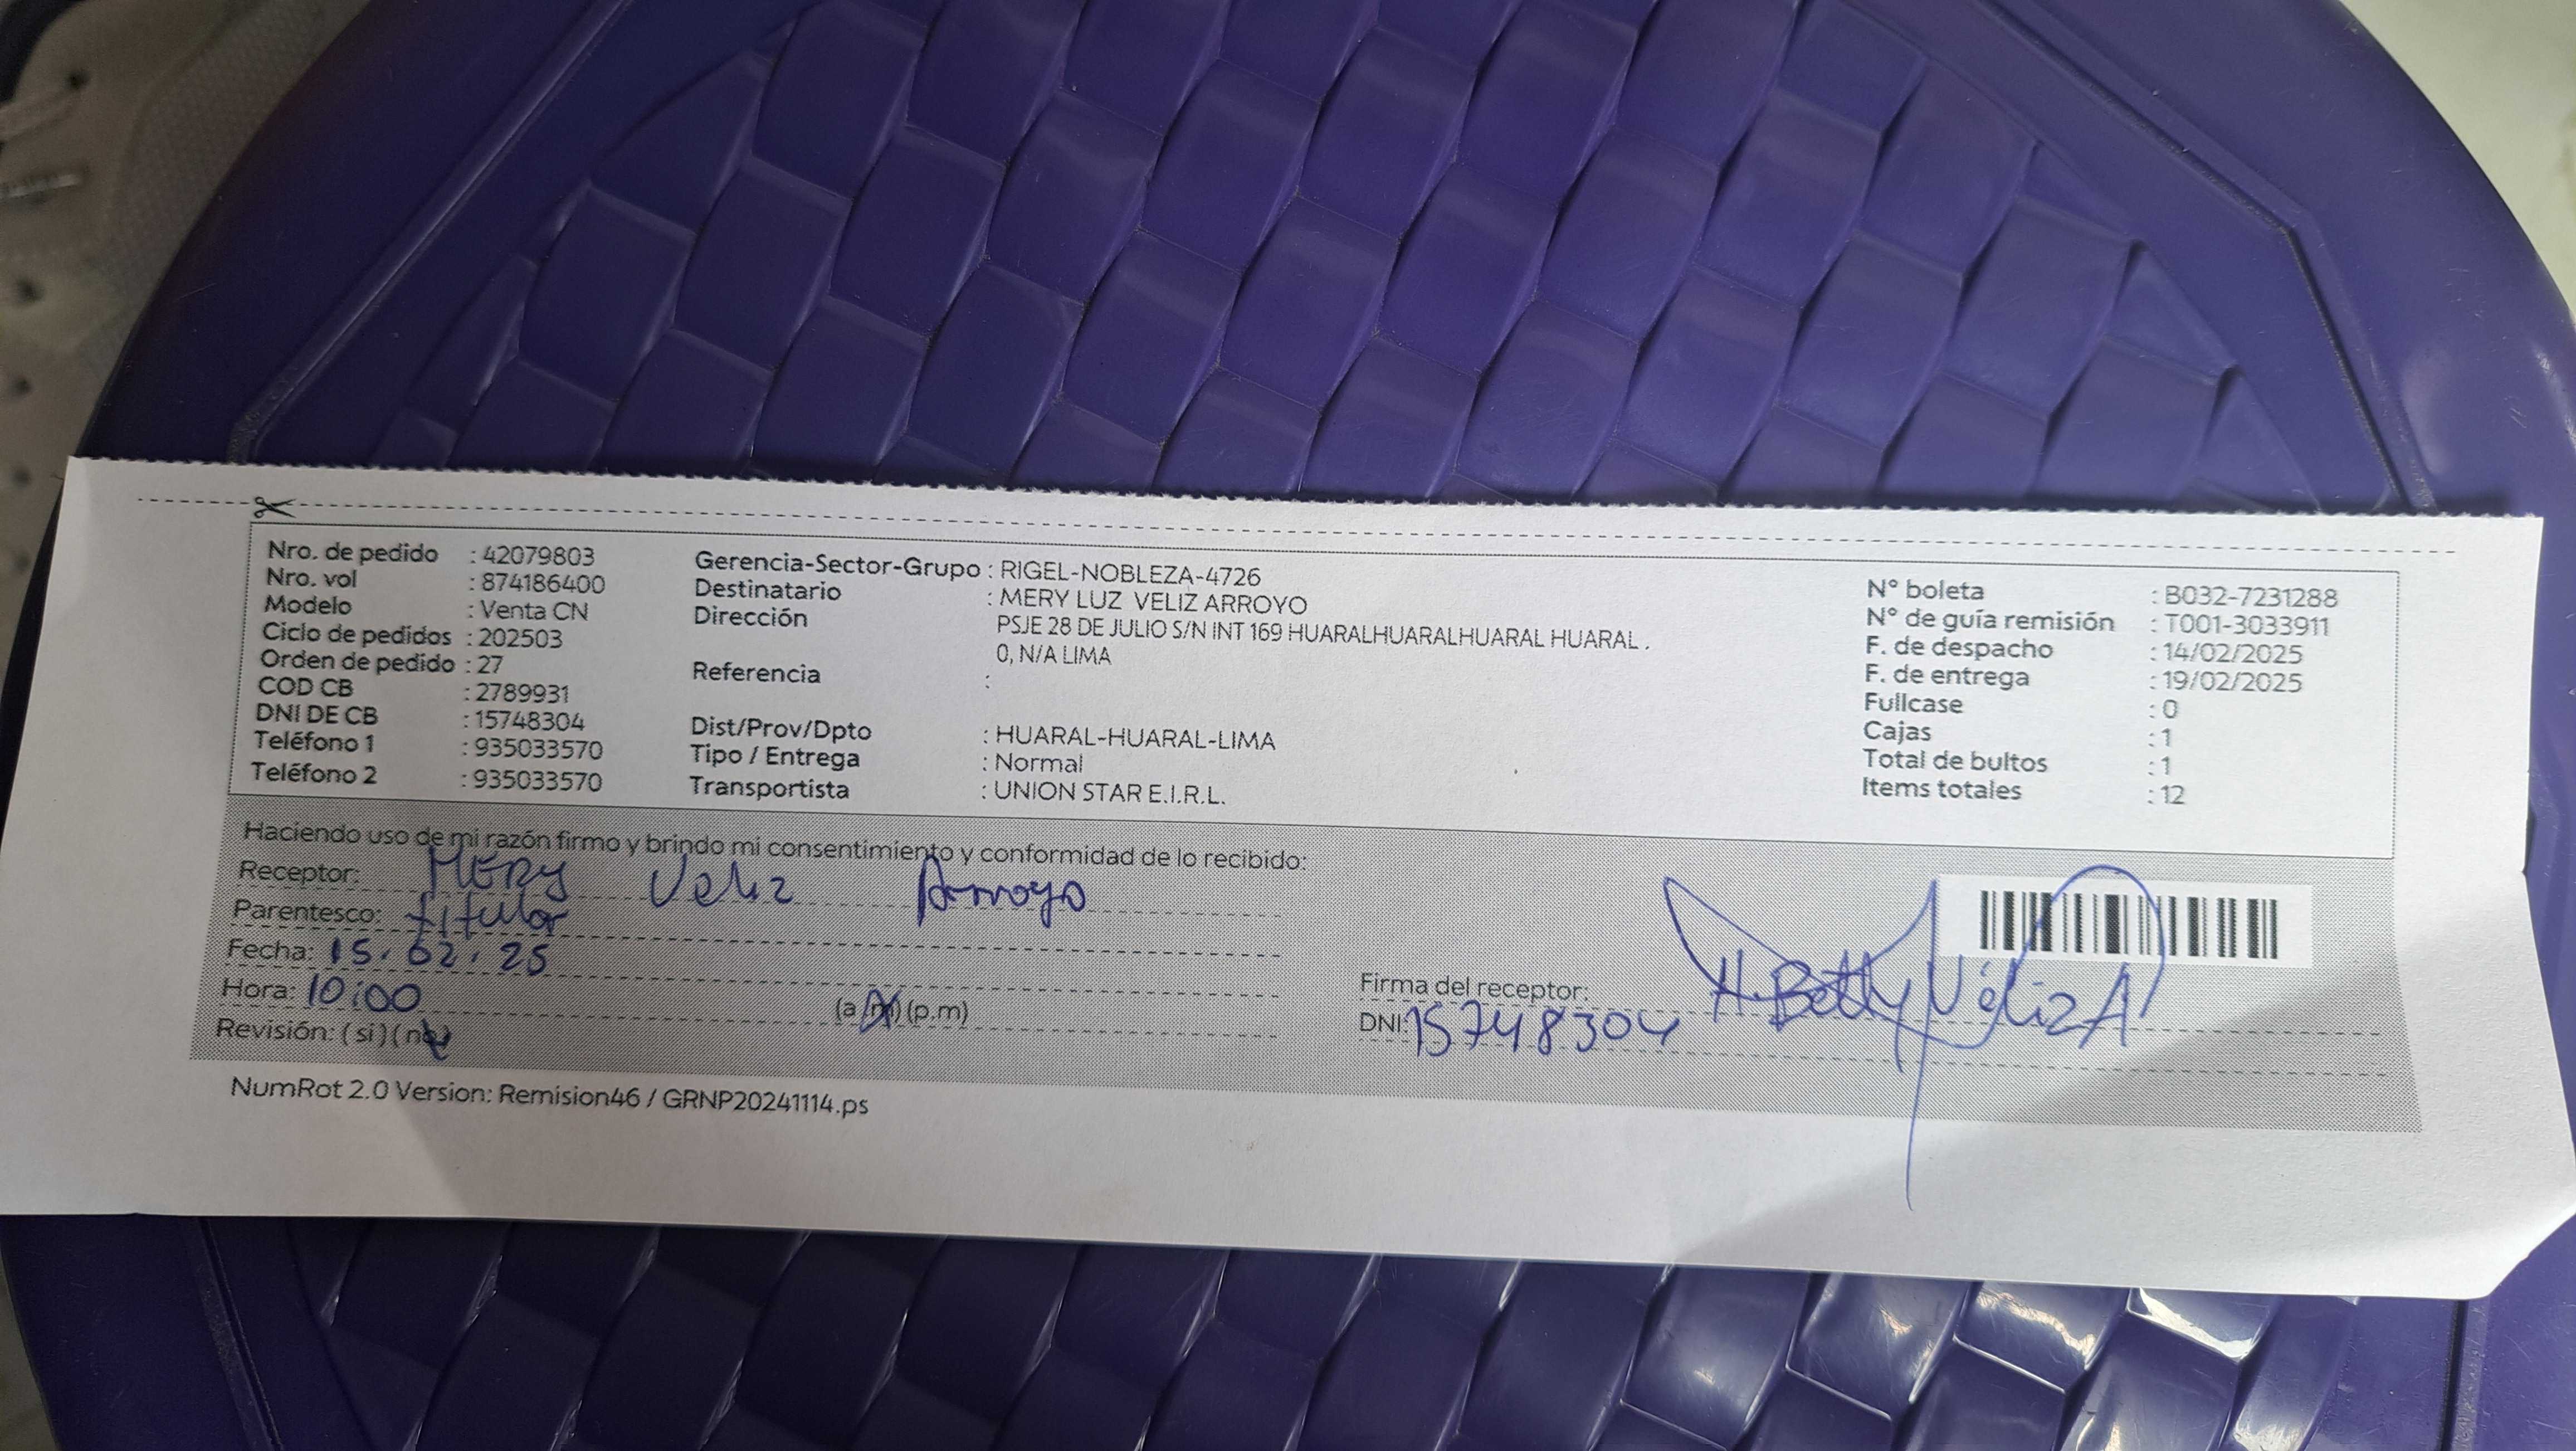 Nro. de pedido : 42079803
Nro. vol : 874186400
Modelo : Venta CN
Ciclo de pedidos : 202503
Orden de pedido : 27
COD CB : 2789931
DNI DE CB : 15748304
Teléfono 1 : 935033570
Teléfono 2 : 935033570
Gerencia-Sector-Grupo : RIGEL-NOBLEZA-4726
Destinatario : MERY LUZ VELIZ ARROYO
Dirección PSJE 28 DE JULIO S/N INT 169 HUARALHUARALHUARAL HUARAL .
0, N/A LIMA
Referencia :
Dist/Prov/Dpto : HUARAL-HUARAL-LIMA
Tipo / Entrega : Normal
Transportista : UNION STAR E.I.R.L.
N° boleta : B032-7231288
N° de guía remisión : T001-3033911
F. de despacho : 14/02/2025
F. de entrega : 19/02/2025
Fullcase : 0
Cajas : 1
Total de bultos : 1
Items totales : 12
Haciendo uso de mi razón firmo y brindo mi consentimiento y conformidad de lo recibido:
Receptor: MERY Veliz Arroyo
Parentesco: titular
Fecha: 15.02.25
Hora: 10:00 (a.m) (p.m)
Revisión: (si) (no)
Firma del receptor: H. Betty Véliz A
DNI: 15748304
NumRot 2.0 Version: Remision46 / GRNP20241114.ps